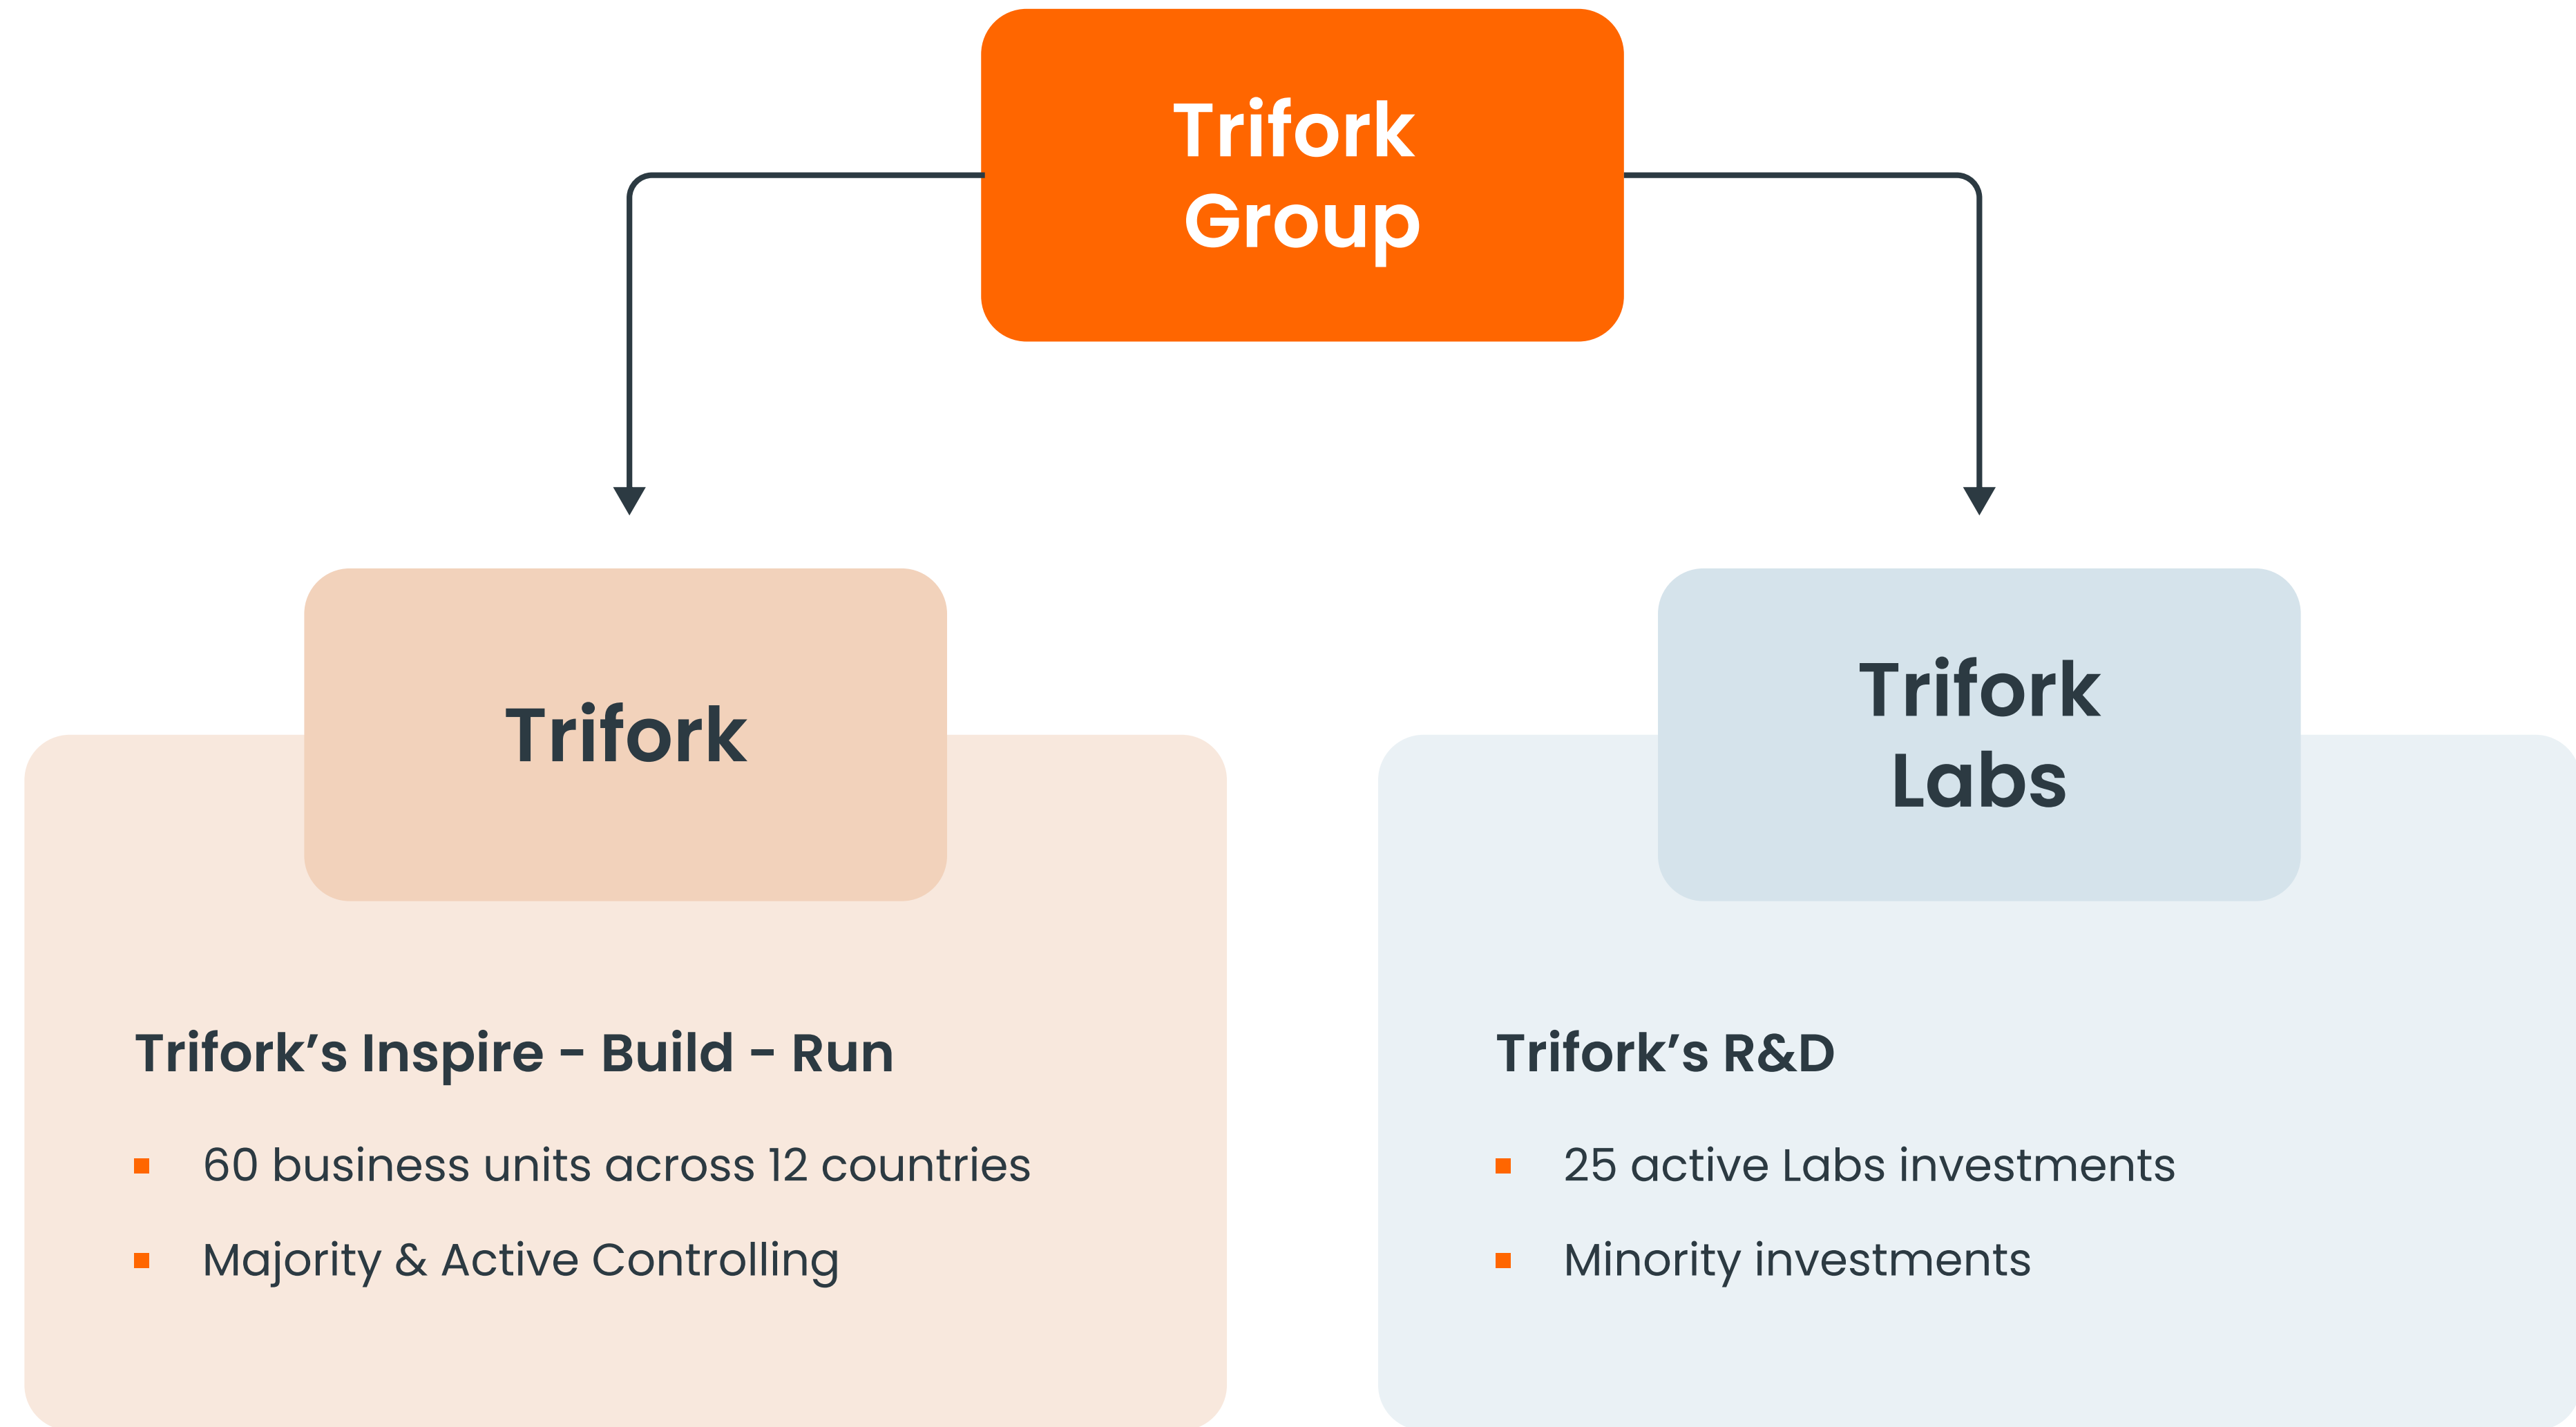 Trifork
Group
Trifork
Trifork’s Inspire - Build - Run
60 business units across 12 countries
Majority & Active Controlling
Trifork
Labs
Trifork’s R&D
25 active Labs investments
Minority investments